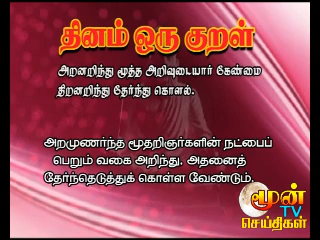 தினம் ஒரு குறள்
அறனறிந்து மூத்த அறிவுடையார் கேண்மை
திறனறிந்து தேர்ந்து கொளல்.
அறமுணர்ந்த மூதறிஞர்களின் நட்பைப்
பெறும் வகை அறிந்து. அதனைத்
தேர்ந்தெடுத்துக் கொள்ள வேண்டும்.
மூன்
TV
செய்திகள்